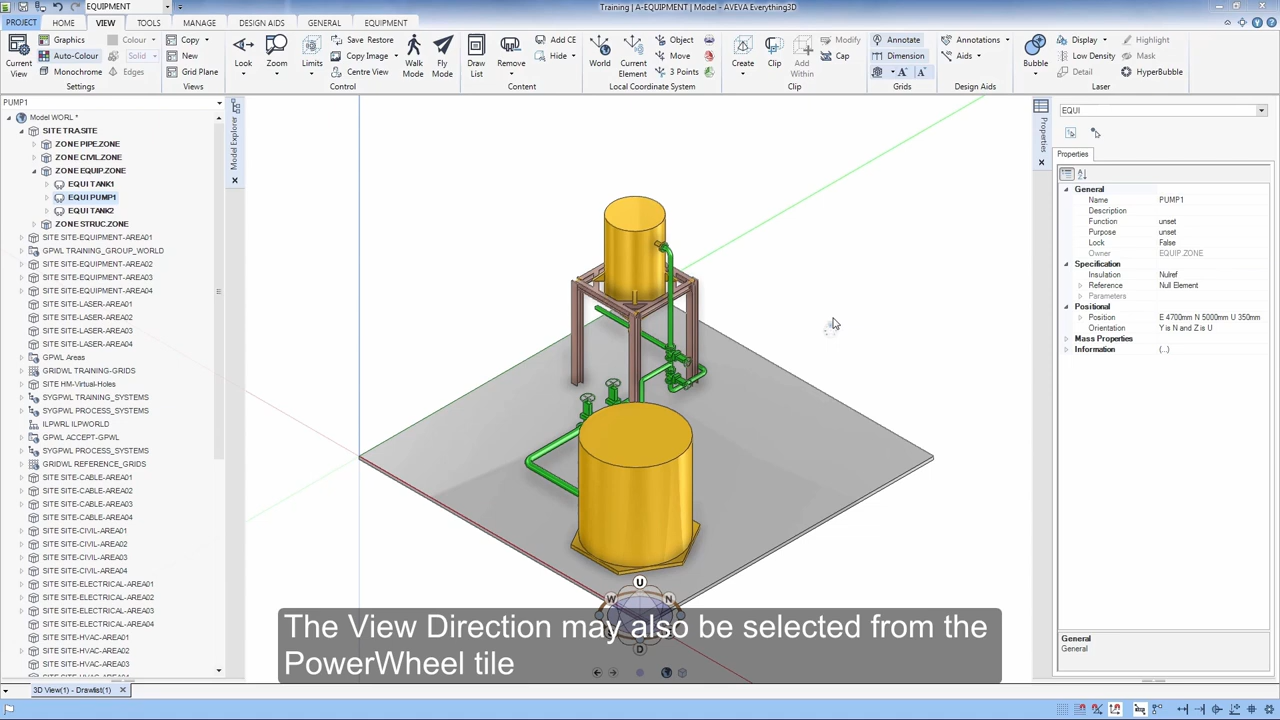 EQUIPMENT
Training | A-EQUIPMENT | Model - AVEVA Everything3D
PROJECT HOME VIEW TOOLS MANAGE DESIGN AIDS GENERAL EQUIPMENT
Current View
Graphics
Auto-Colour
Monochrome
Colour
Solid
Edges
Settings
Copy
New
Grid Plane
Views
Look
Zoom
Limits
Save Restore
Copy Image
Centre View
Walk Mode
Fly Mode
Control
Draw List
Remove
Add CE
Hide
Content
World
Current Element
Object
Move
3 Points
Local Coordinate System
Create
Clip
Add Within
Modify
Cap
Clip
Annotate
Dimension
Grids
Annotations
Aids
Design Aids
Bubble
Display
Low Density
Detail
Highlight
Mask
HyperBubble
Laser
PUMP1
Model WORL *
SITE TRASITE
ZONE PIPE.ZONE
ZONE CIVIL.ZONE
ZONE EQUIP.ZONE
EQUI TANK1
EQUI PUMP1
EQUI TANK2
ZONE STRUC.ZONE
SITE SITE-EQUIPMENT-AREA01
GPWL TRAINING_GROUP_WORLD
SITE SITE-EQUIPMENT-AREA02
SITE SITE-EQUIPMENT-AREA03
SITE SITE-EQUIPMENT-AREA04
SITE SITE-LASER-AREA01
SITE SITE-LASER-AREA02
SITE SITE-LASER-AREA03
SITE SITE-LASER-AREA04
GPWL Areas
GRIDWL TRAINING-GRIDS
SITE HM-Virtual-Holes
SYGPWL TRAINING_SYSTEMS
SYGPWL PROCESS_SYSTEMS
ILPWRL ILPWORLD
GPWL ACCEPT-GPWL
SYGPWL PROCESS_SYSTEMS
GRIDWL REFERENCE_GRIDS
SITE SITE-CABLE-AREA01
SITE SITE-CABLE-AREA02
SITE SITE-CABLE-AREA03
SITE SITE-CABLE-AREA04
SITE SITE-CIVIL-AREA01
SITE SITE-CIVIL-AREA02
SITE SITE-CIVIL-AREA03
SITE SITE-CIVIL-AREA04
SITE SITE-ELECTRICAL-AREA01
SITE SITE-ELECTRICAL-AREA02
SITE SITE-ELECTRICAL-AREA03
SITE SITE-ELECTRICAL-AREA04
SITE SITE-HVAC-AREA01
SITE SITE-HVAC-AREA02
SITE SITE-HVAC-AREA03
Model Explorer
U
W
N
D
The View Direction may also be selected from the
PowerWheel tile
Properties
EQUI
Properties
General
Name PUMP1
Description
Function unset
Purpose unset
Lock False
Owner EQUIP.ZONE
Specification
Insulation Nulref
Reference Null Element
Parameters
Positional
Position E 4700mm N 5000mm U 350mm
Orientation Y is N and Z is U
Mass Properties
Information (...)
General
General
3D View(1) - Drawlist(1)